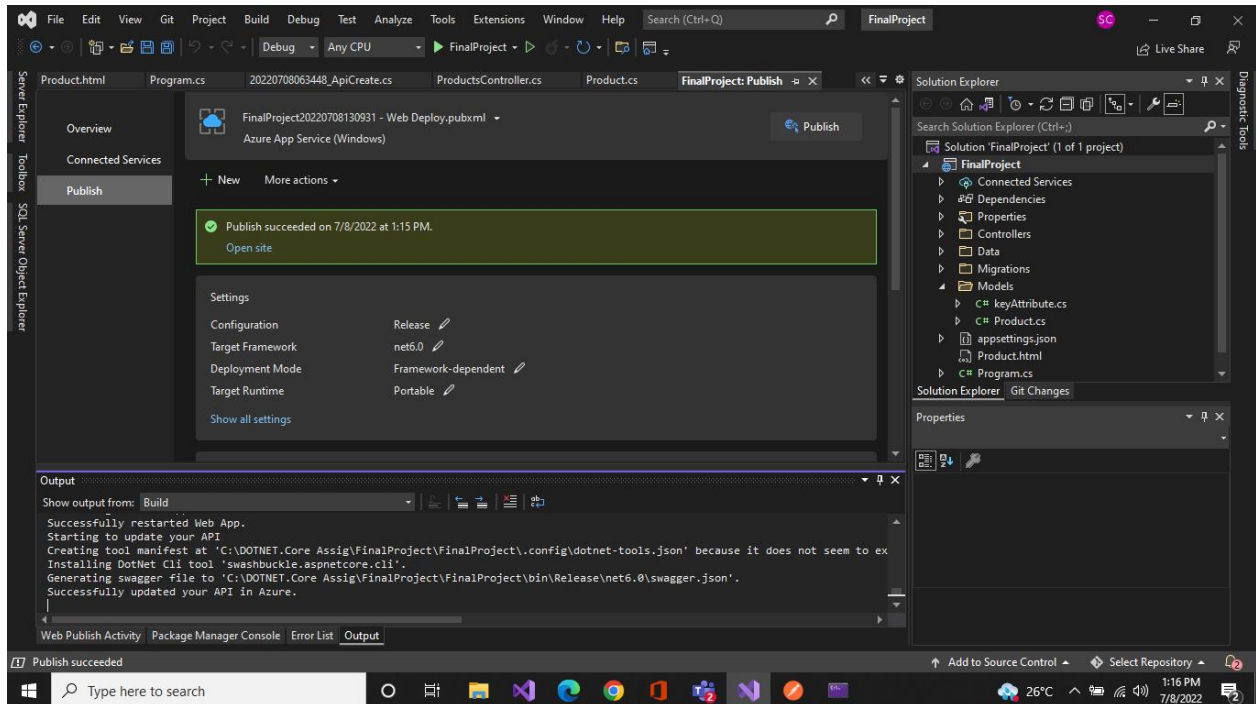 File Edit View Git Project Build Debug Test Analyze Tools Extensions Window Help Search (Ctrl+Q) FinalProject SC
Debug Any CPU FinalProject Live Share
Product.html Program.cs 20220708063448_ApiCreate.cs ProductsController.cs Product.cs FinalProject: Publish
Server Explorer
Toolbox
SQL Server Object Explorer
Overview
Connected Services
Publish
FinalProject20220708130931 - Web Deploy.pubxml
Azure App Service (Windows)
Publish
New More actions
Publish succeeded on 7/8/2022 at 1:15 PM.
Open site
Settings
Configuration Release
Target Framework net6.0
Deployment Mode Framework-dependent
Target Runtime Portable
Show all settings
Solution Explorer
Search Solution Explorer (Ctrl+;)
Solution 'FinalProject' (1 of 1 project)
FinalProject
Connected Services
Dependencies
Properties
Controllers
Data
Migrations
Models
C# keyAttribute.cs
C# Product.cs
appsettings.json
Product.html
C# Program.cs
Solution Explorer Git Changes
Properties
Diagnostic Tools
Output
Show output from: Build
Successfully restarted Web App.
Starting to update your API
Creating tool manifest at 'C:\DOTNET.Core Assig\FinalProject\FinalProject\.config\dotnet-tools.json' because it does not seem to ex
Installing DotNet Cli tool 'swashbuckle.aspnetcore.cli'.
Generating swagger file to 'C:\DOTNET.Core Assig\FinalProject\FinalProject\bin\Release\net6.0\swagger.json'.
Successfully updated your API in Azure.
Web Publish Activity Package Manager Console Error List Output
Publish succeeded Add to Source Control Select Repository 2
Type here to search 26°C 1:16 PM
7/8/2022 2